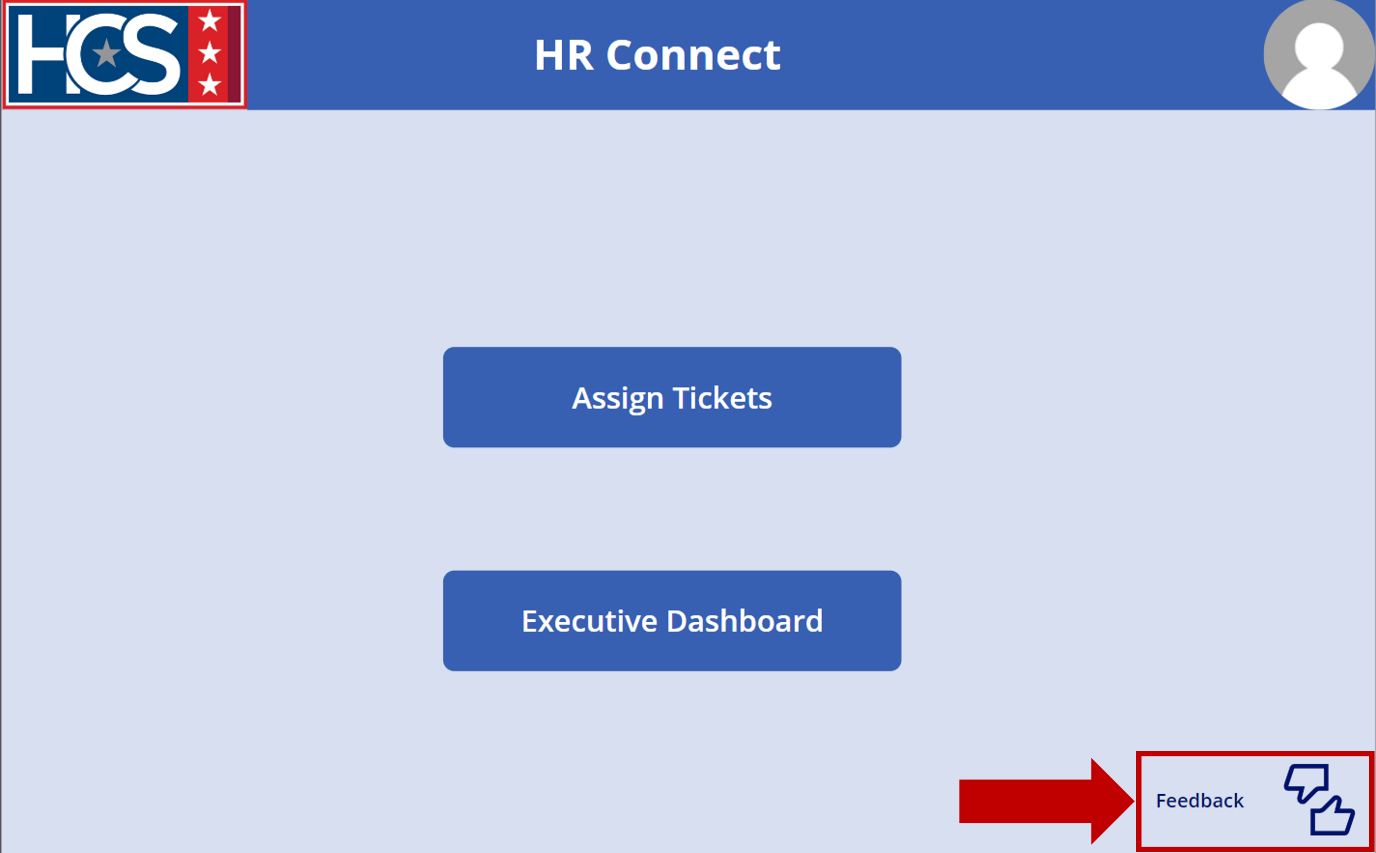 HCS
HR Connect
Assign Tickets
Executive Dashboard
Feedback